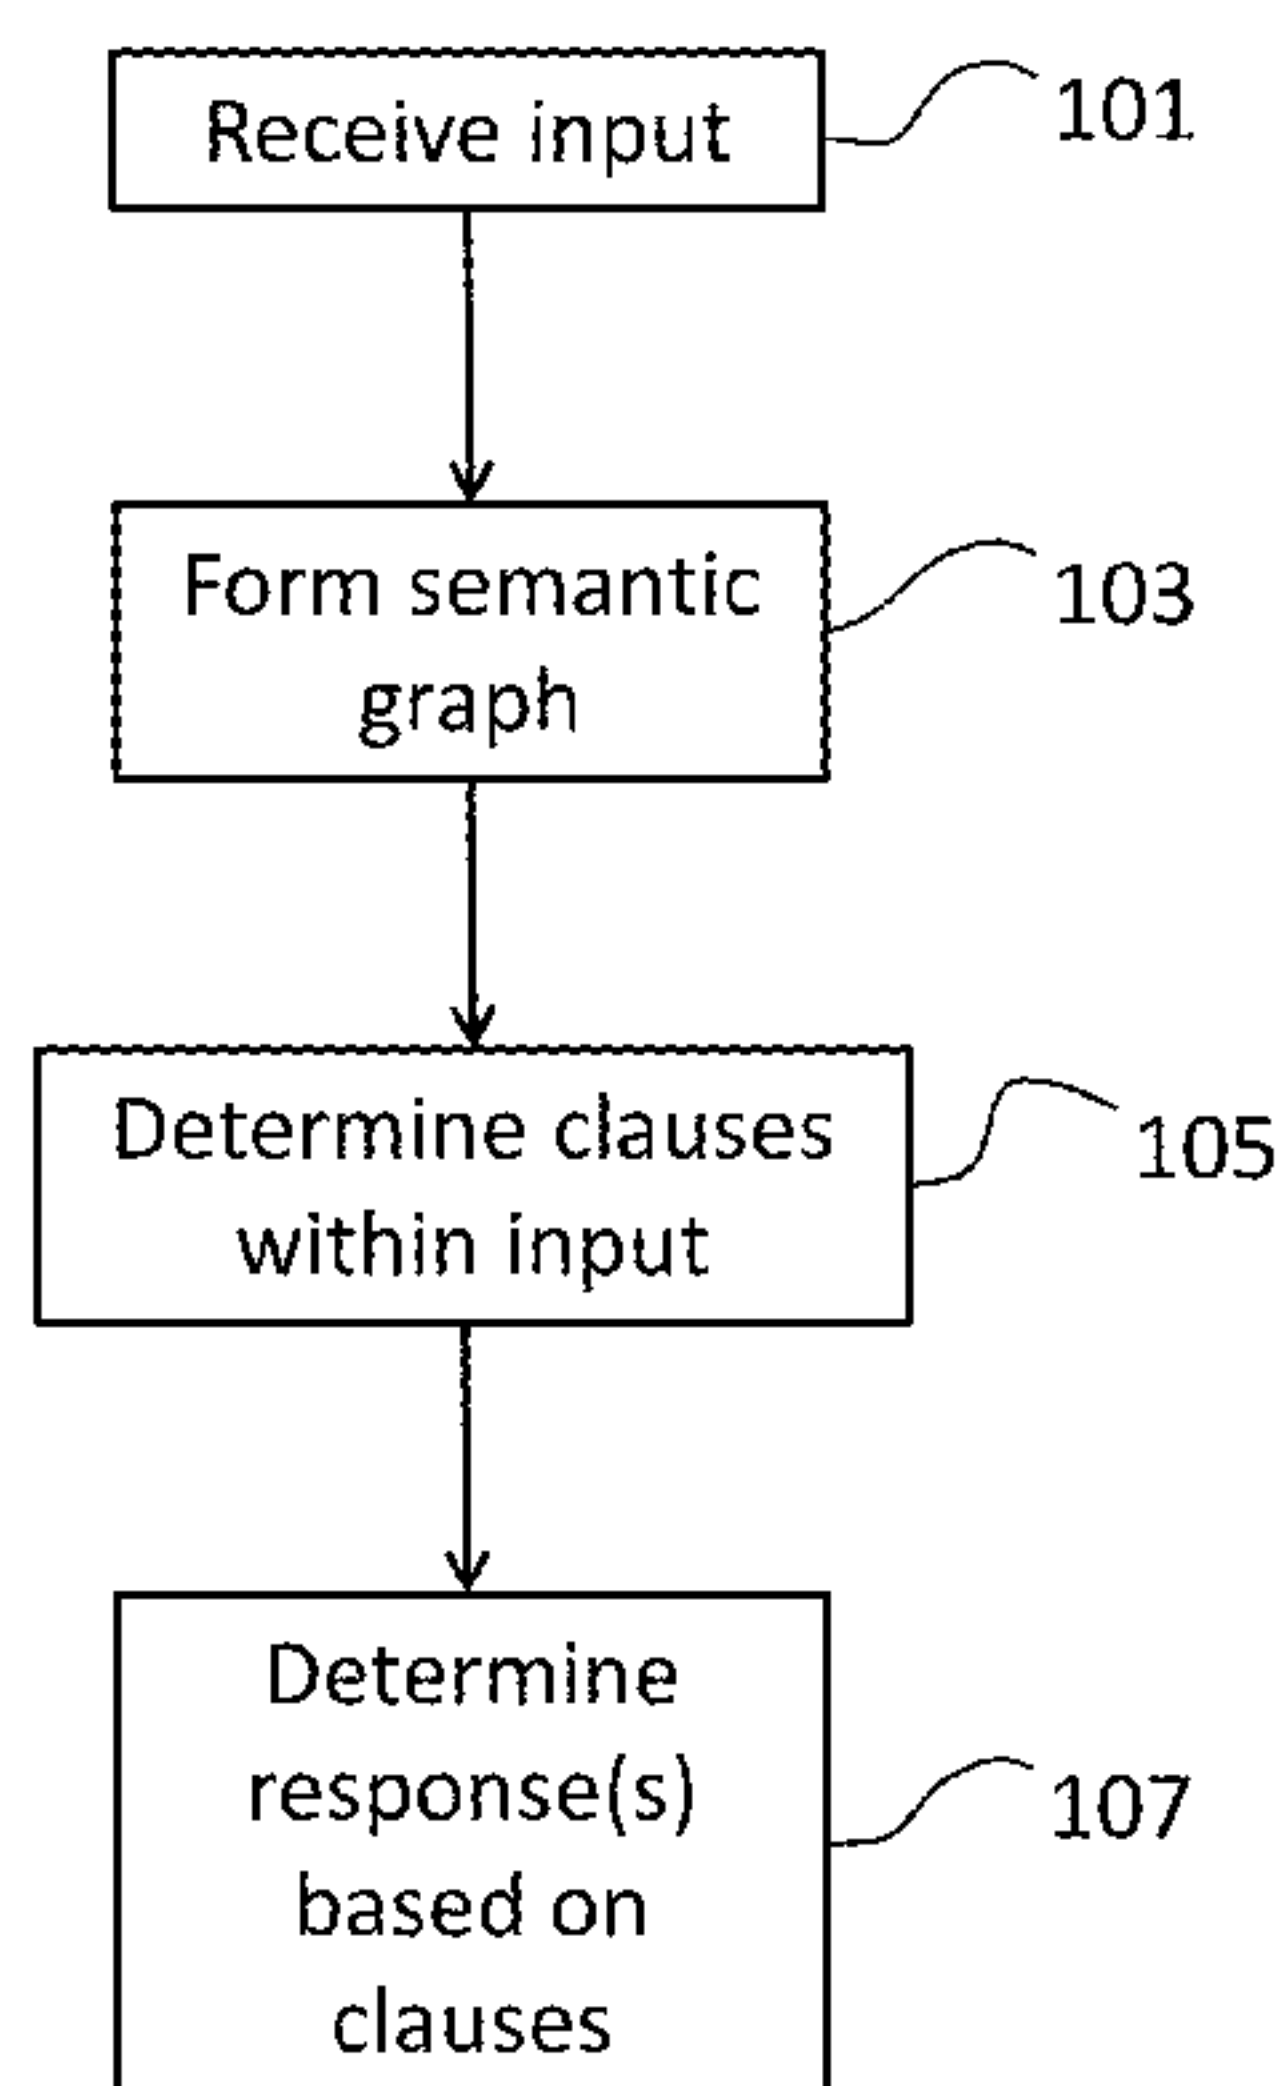 Receive input
101
Form semantic
graph
103
Determine clauses
within input
105
Determine
response(s)
based on
clauses
107